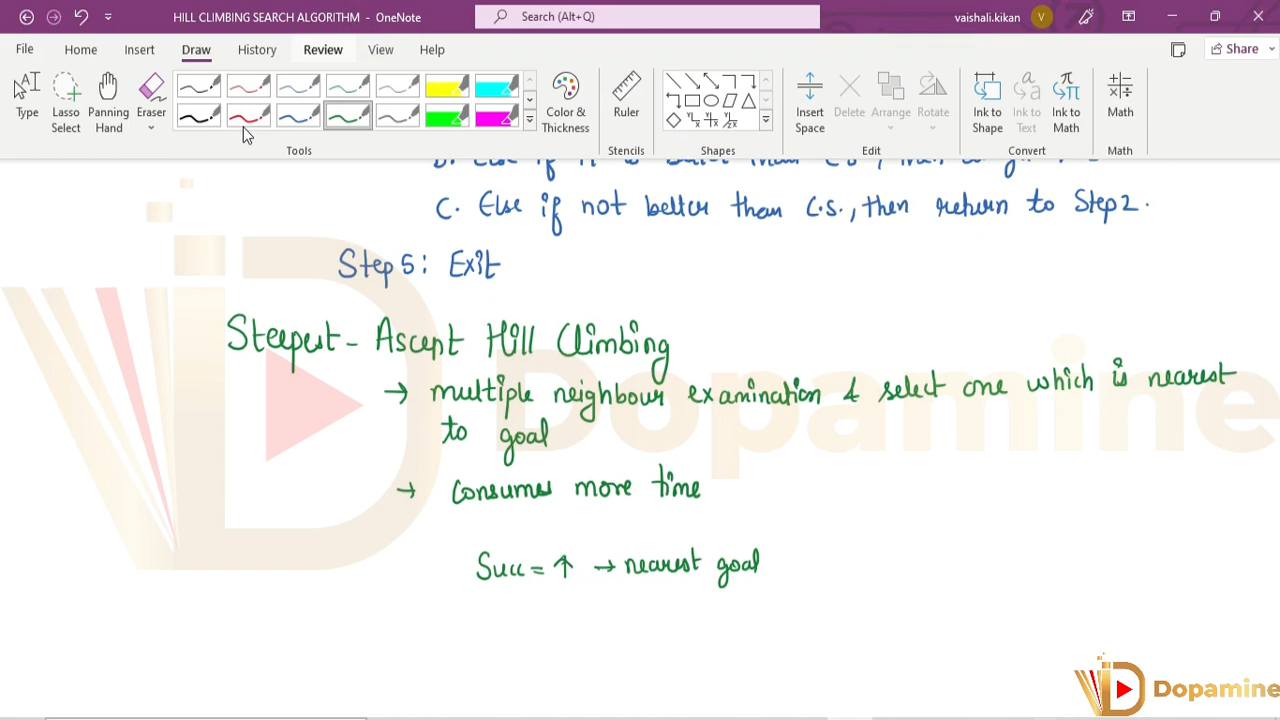 HILL CLIMBING SEARCH ALGORITHM - OneNote
Search (Alt+Q)
vaishali.kikan
V
File Home Insert Draw History Review View Help
Share
Type
Lasso Select
Panning Hand
Eraser
Color & Thickness
Ruler
Insert Space
Delete
Arrange
Rotate
Ink to Shape
Ink to Text
Ink to Math
Math
Tools
Stencils
Shapes
Edit
Convert
Math
C. Else if not better than C.S., then return to Step 2.
Step 5: Exit
Steepest - Ascept Hill Climbing
→ multiple neighbour examination & select one which is nearest
to goal
→ Consumes more time
Succ = ↑ → nearest goal
Dopamine
Dopamine